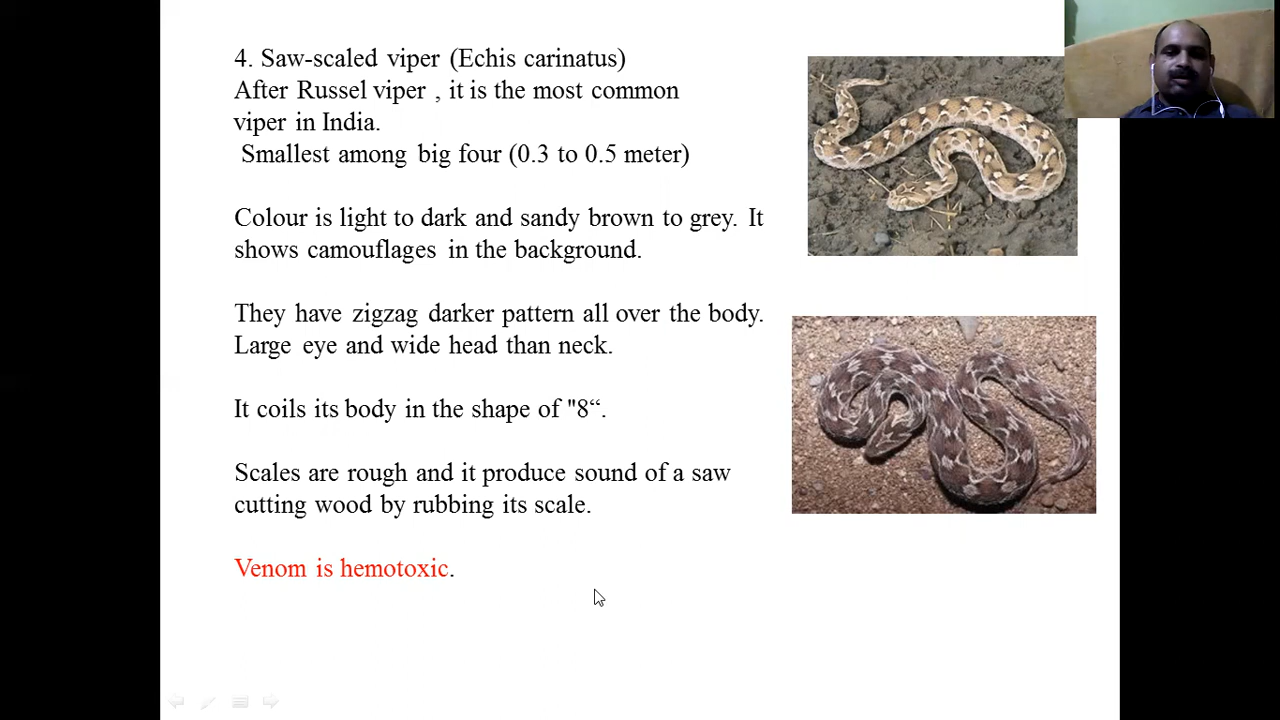 4. Saw-scaled viper (Echis carinatus)
After Russel viper , it is the most common
viper in India.
Smallest among big four (0.3 to 0.5 meter)
Colour is light to dark and sandy brown to grey. It
shows camouflages in the background.
They have zigzag darker pattern all over the body.
Large eye and wide head than neck.
It coils its body in the shape of "8“.
Scales are rough and it produce sound of a saw
cutting wood by rubbing its scale.
Venom is hemotoxic.